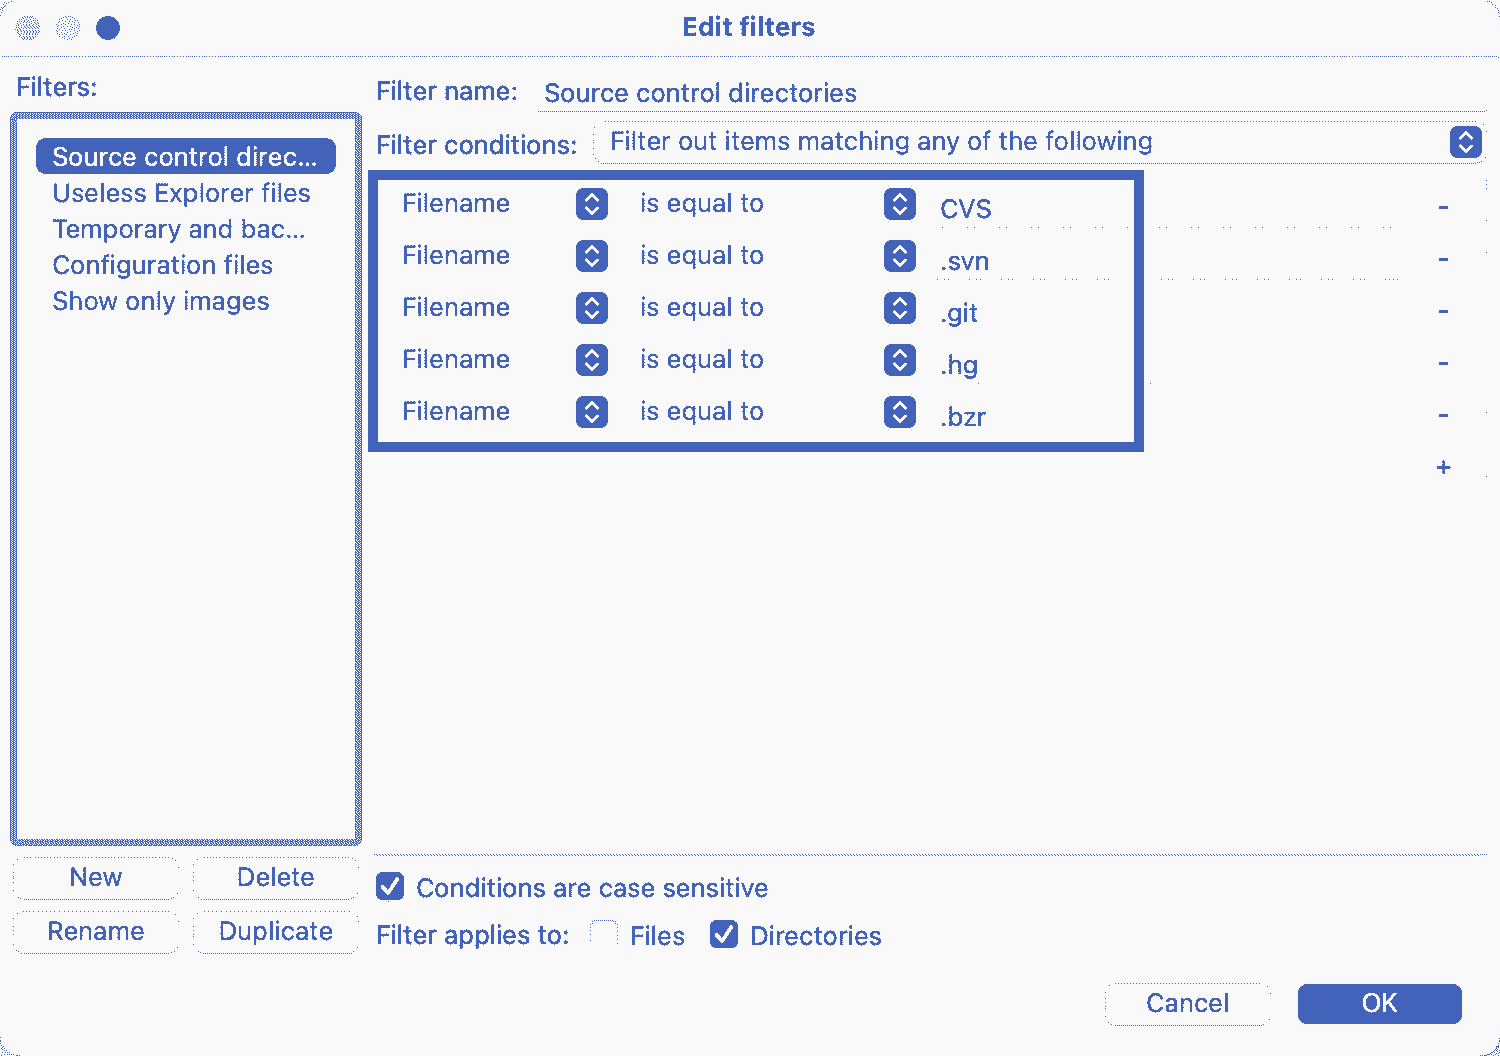 Edit filters
Filters:
Source control direc...
Useless Explorer files
Temporary and bac...
Configuration files
Show only images
New
Delete
Rename
Duplicate
Filter name: Source control directories
Filter conditions: Filter out items matching any of the following
Filename is equal to CVS -
Filename is equal to .svn -
Filename is equal to .git -
Filename is equal to .hg -
Filename is equal to .bzr -
+
Conditions are case sensitive
Filter applies to: Files Directories
Cancel
OK